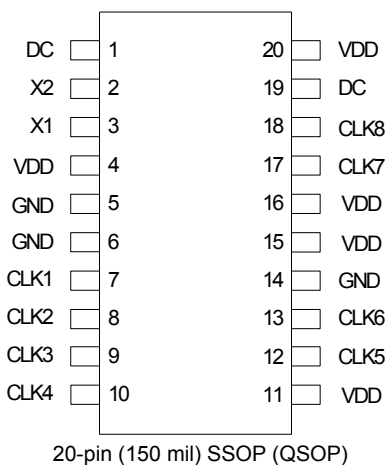 DC 1 20 VDD
X2 2 19 DC
X1 3 18 CLK8
VDD 4 17 CLK7
GND 5 16 VDD
GND 6 15 VDD
CLK1 7 14 GND
CLK2 8 13 CLK6
CLK3 9 12 CLK5
CLK4 10 11 VDD
20-pin (150 mil) SSOP (QSOP)